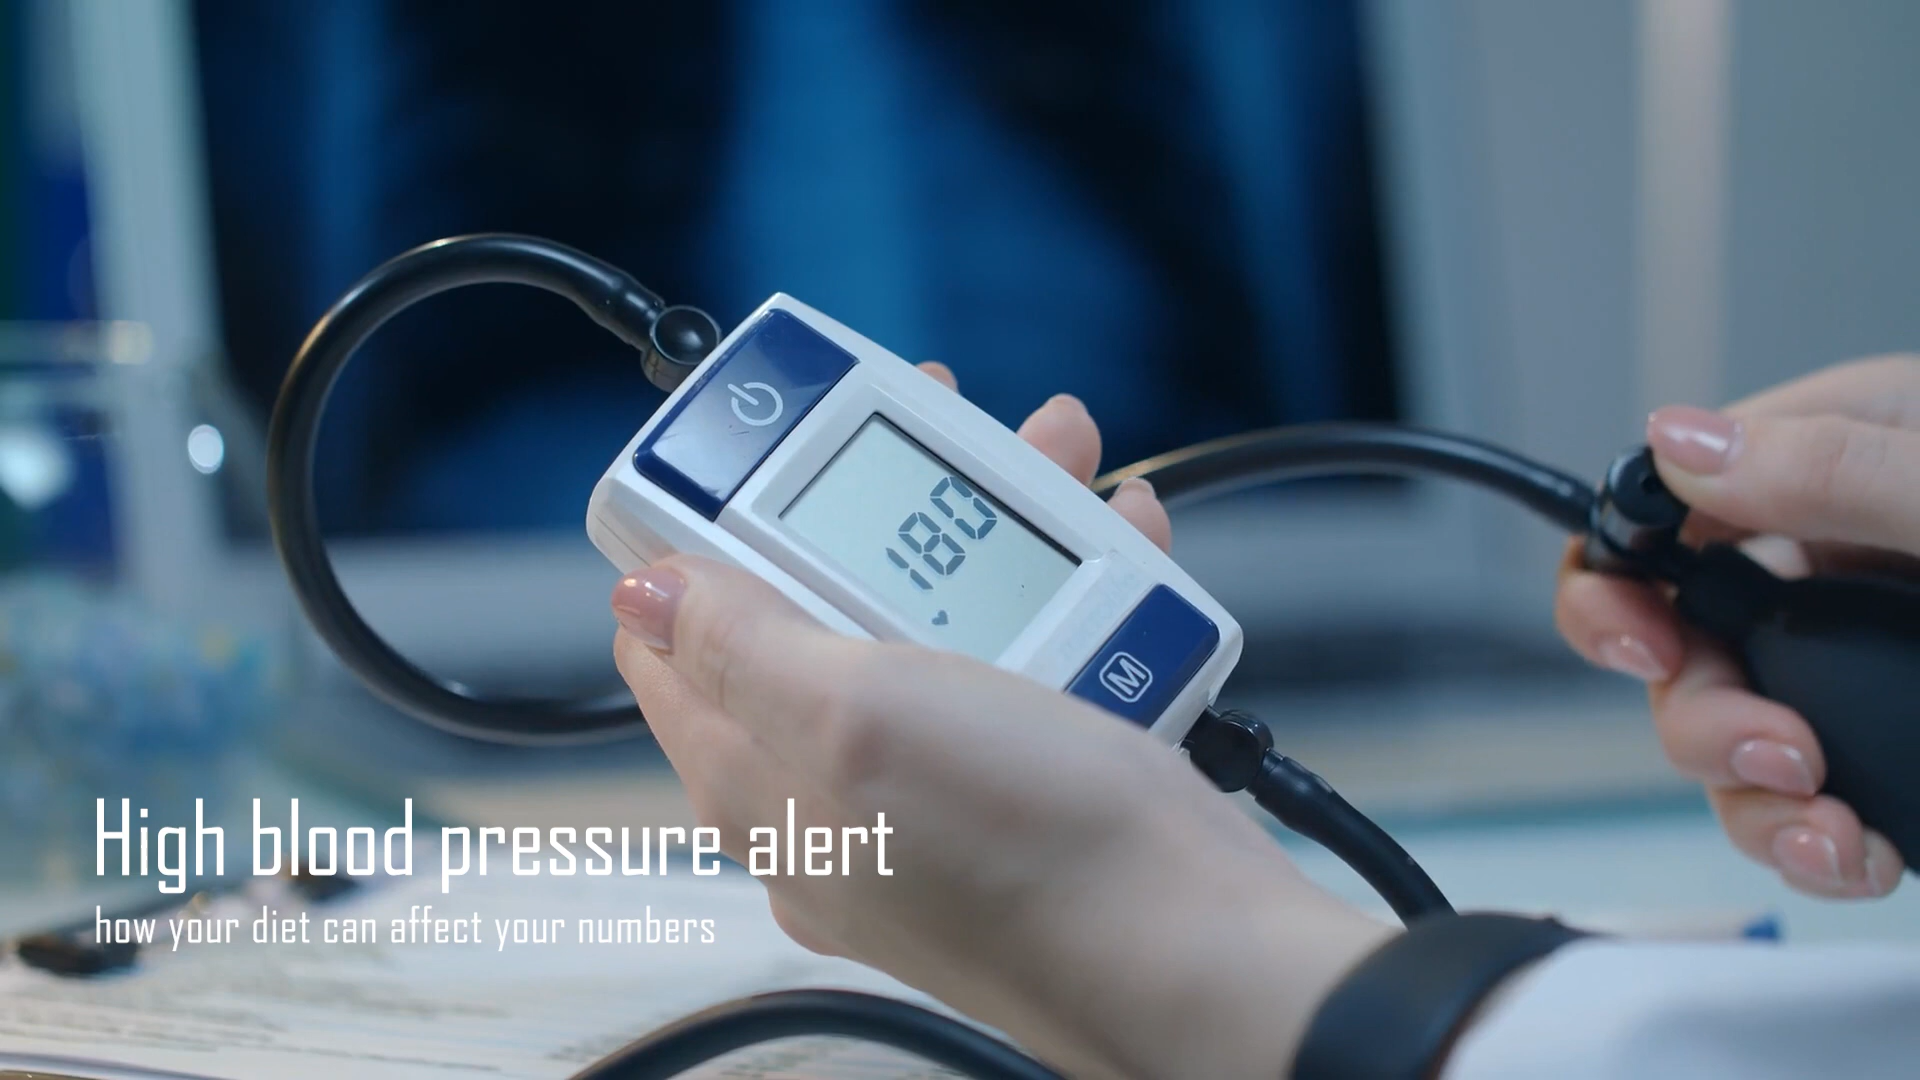 180
M
High blood pressure alert
how your diet can affect your numbers